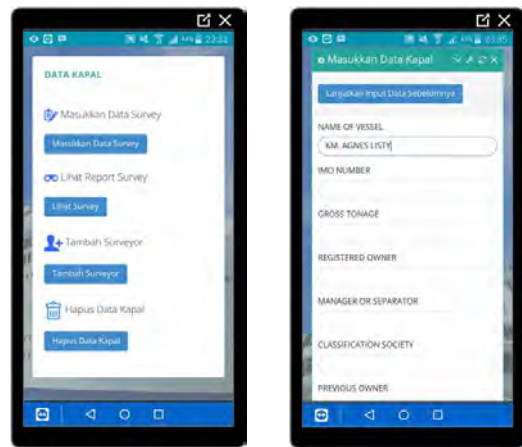 22:32
DATA KAPAL
Masukkan Data Survey
Masukkan Data Survey
Lihat Report Survey
Lihat Survey
Tambah Surveyor
Tambah Surveyor
Hapus Data Kapal
Hapus Data Kapal
Masukkan Data Kapal
Lanjutkan Input Data Sebelumnya
NAME OF VESSEL
KM. AGNES LISTY
IMO NUMBER
GROSS TONAGE
REGISTERED OWNER
MANAGER OR SEPARATOR
CLASSIFICATION SOCIETY
PREVIOUS OWNER